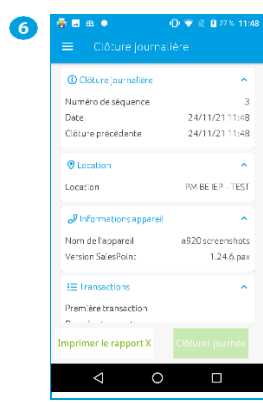 6
27% 11:48
Clôture journalière
Clôture journalière
Numéro de séquence 3
Date 24/11/21 11:48
Clôture précédente 24/11/21 11:48
Location
Location PM BE IEP - TEST
Informations appareil
Nom de l'appareil a920 screenshots
Version SalesPoint 1.24.6.pax
Transactions
Première transaction
Imprimer le rapport X Clôturer journée